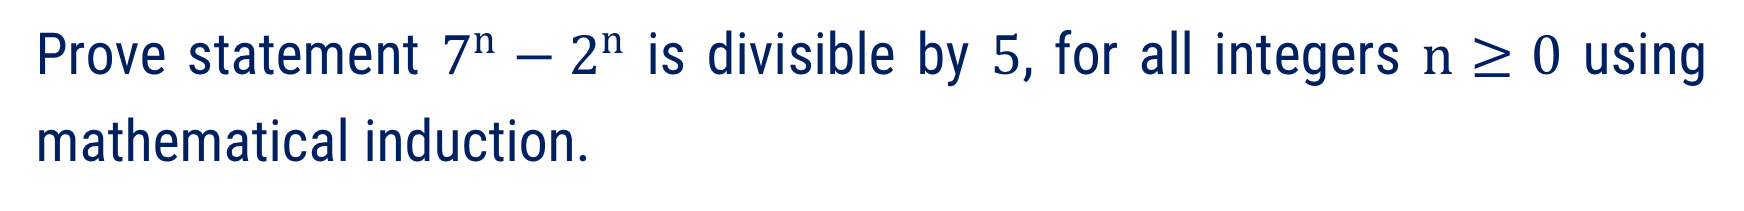 Prove statement 7ⁿ − 2ⁿ is divisible by 5, for all integers n ≥ 0 using
mathematical induction.